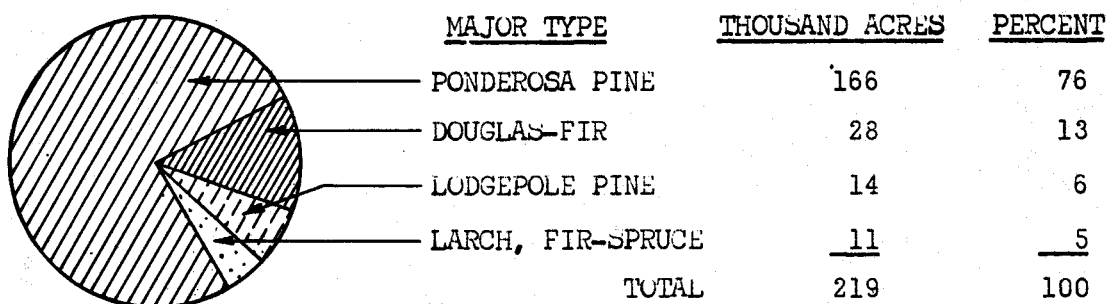 MAJOR TYPE THOUSAND ACRES PERCENT
PONDEROSA PINE 166 76
DOUGLAS-FIR 28 13
LODGEPOLE PINE 14 6
LARCH, FIR-SPRUCE 11 5
TOTAL 219 100